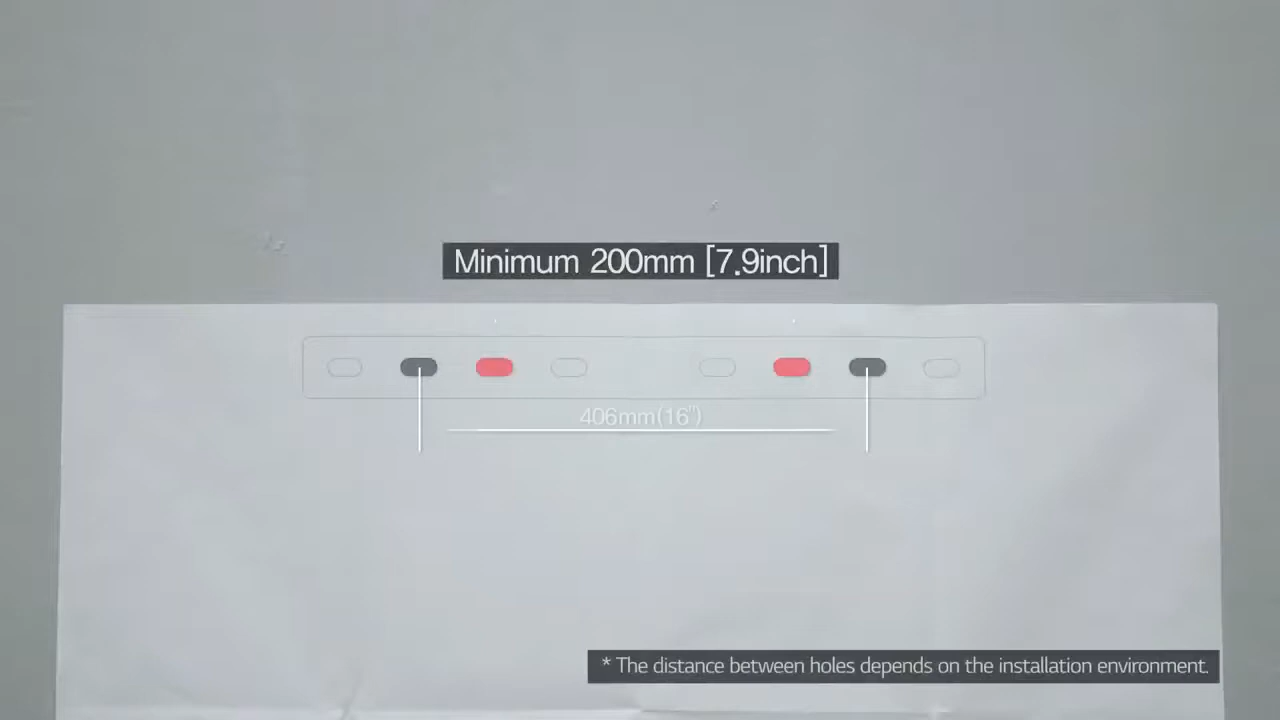 Minimum 200mm [7.9inch]
406mm(16")
* The distance between holes depends on the installation environment.